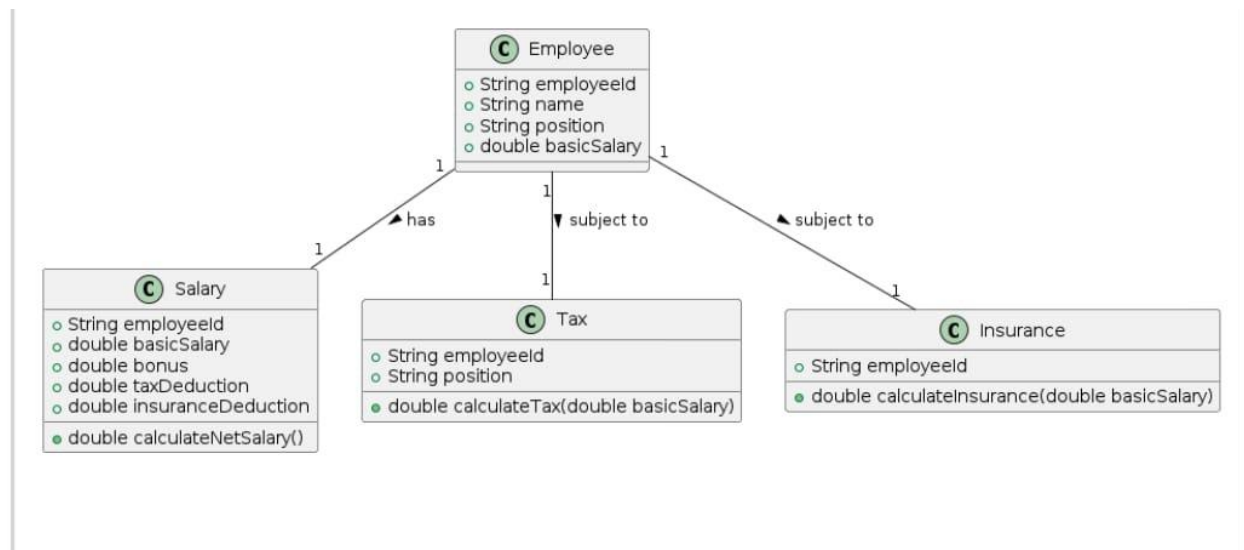 C Employee
String employeeId
String name
String position
double basicSalary
1
1
1
has
subject to
subject to
1
1
1
C Salary
String employeeId
double basicSalary
double bonus
double taxDeduction
double insuranceDeduction
double calculateNetSalary()
C Tax
String employeeId
String position
double calculateTax(double basicSalary)
C Insurance
String employeeId
double calculateInsurance(double basicSalary)